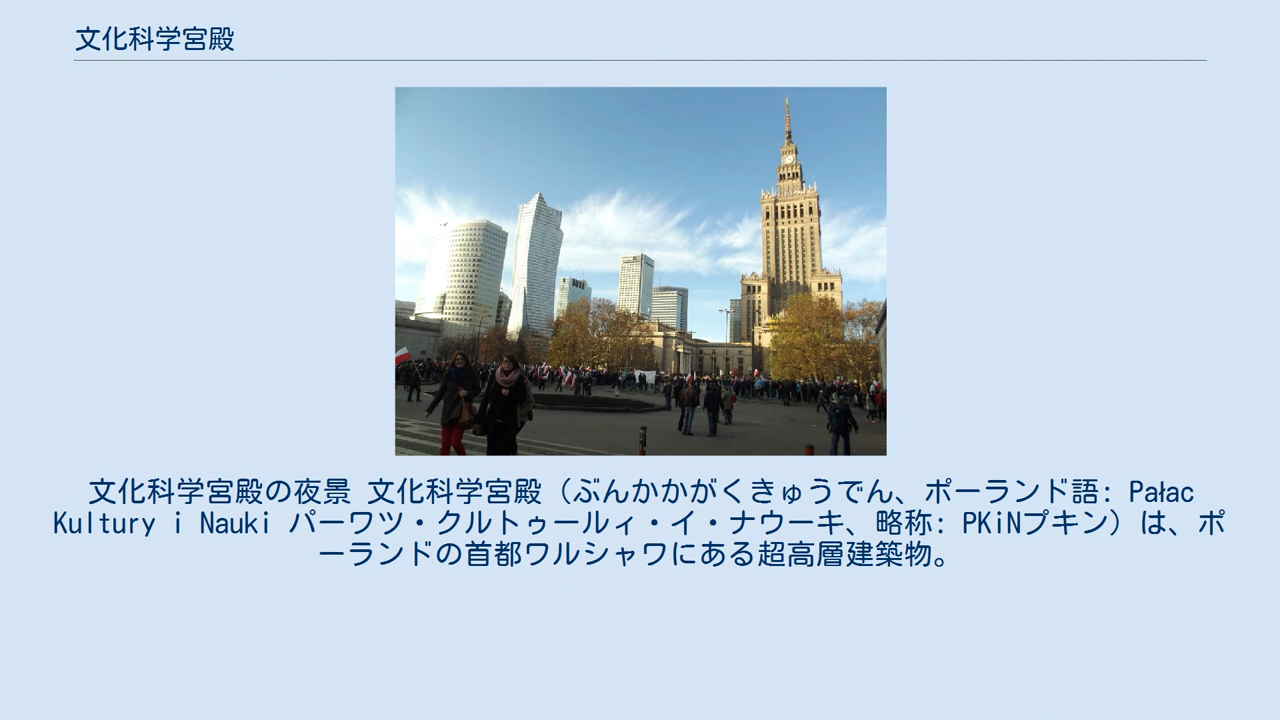 文化科学宮殿
文化科学宮殿の夜景 文化科学宮殿（ぶんかかがくきゅうでん、ポーランド語: Pałac
Kultury i Nauki パーワツ・クルトゥールィ・イ・ナウーキ、略称: PKiNプキン）は、ポ
ーランドの首都ワルシャワにある超高層建築物。